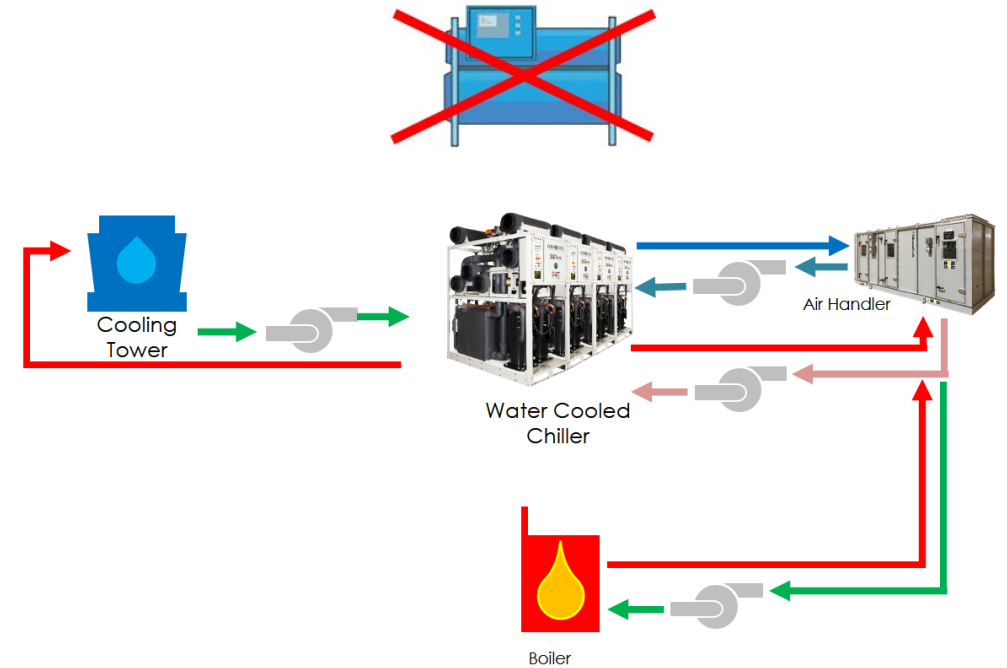 Cooling
Tower
Air Handler
Water Cooled
Chiller
Boiler